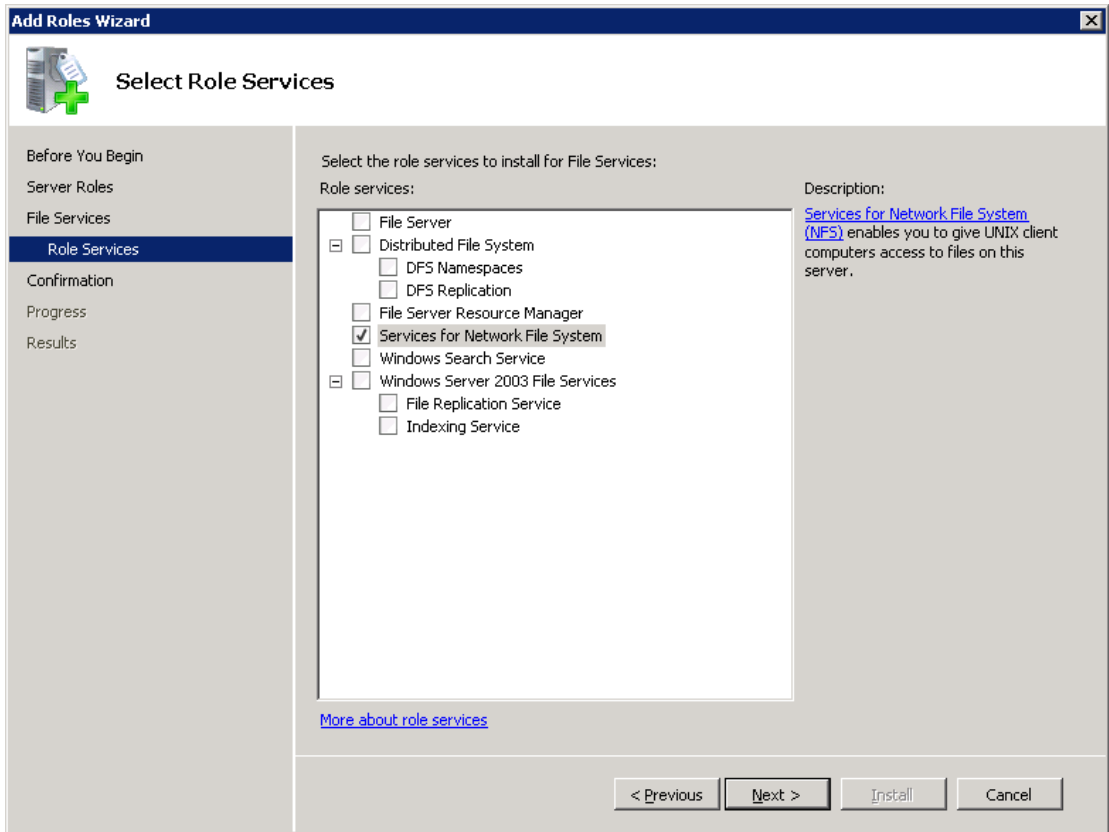 Add Roles Wizard
Select Role Services
Before You Begin
Server Roles
File Services
Role Services
Confirmation
Progress
Results
Select the role services to install for File Services:
Role services:
File Server
Distributed File System
DFS Namespaces
DFS Replication
File Server Resource Manager
Services for Network File System
Windows Search Service
Windows Server 2003 File Services
File Replication Service
Indexing Service
More about role services
Description:
Services for Network File System
(NFS) enables you to give UNIX client
computers access to files on this
server.
< Previous
Next >
Install
Cancel